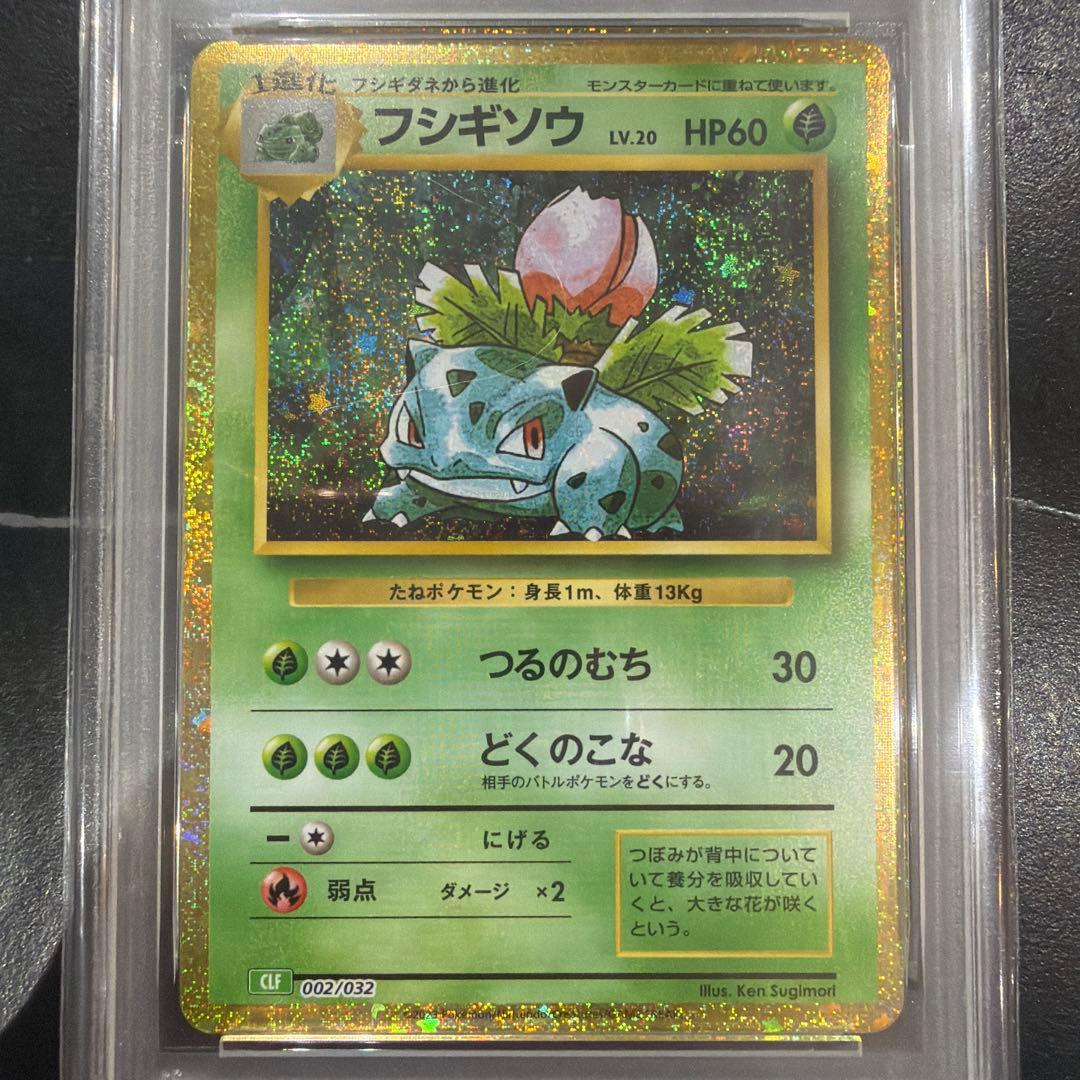 1進化 フシギダネから進化 モンスターカードに重ねて使います。
フシギソウ LV.20 HP60
たねポケモン：身長1m、体重13Kg
つるのむち 30
どくのこな 20
相手のバトルポケモンをどくにする。
にげる
弱点 ダメージ ×2
つぼみが背中について
いて養分を吸収してい
くと、大きな花が咲く
という。
CLF 002/032
Illus. Ken Sugimori
©2023 Pokémon/Nintendo/Creatures/GAME FREAK